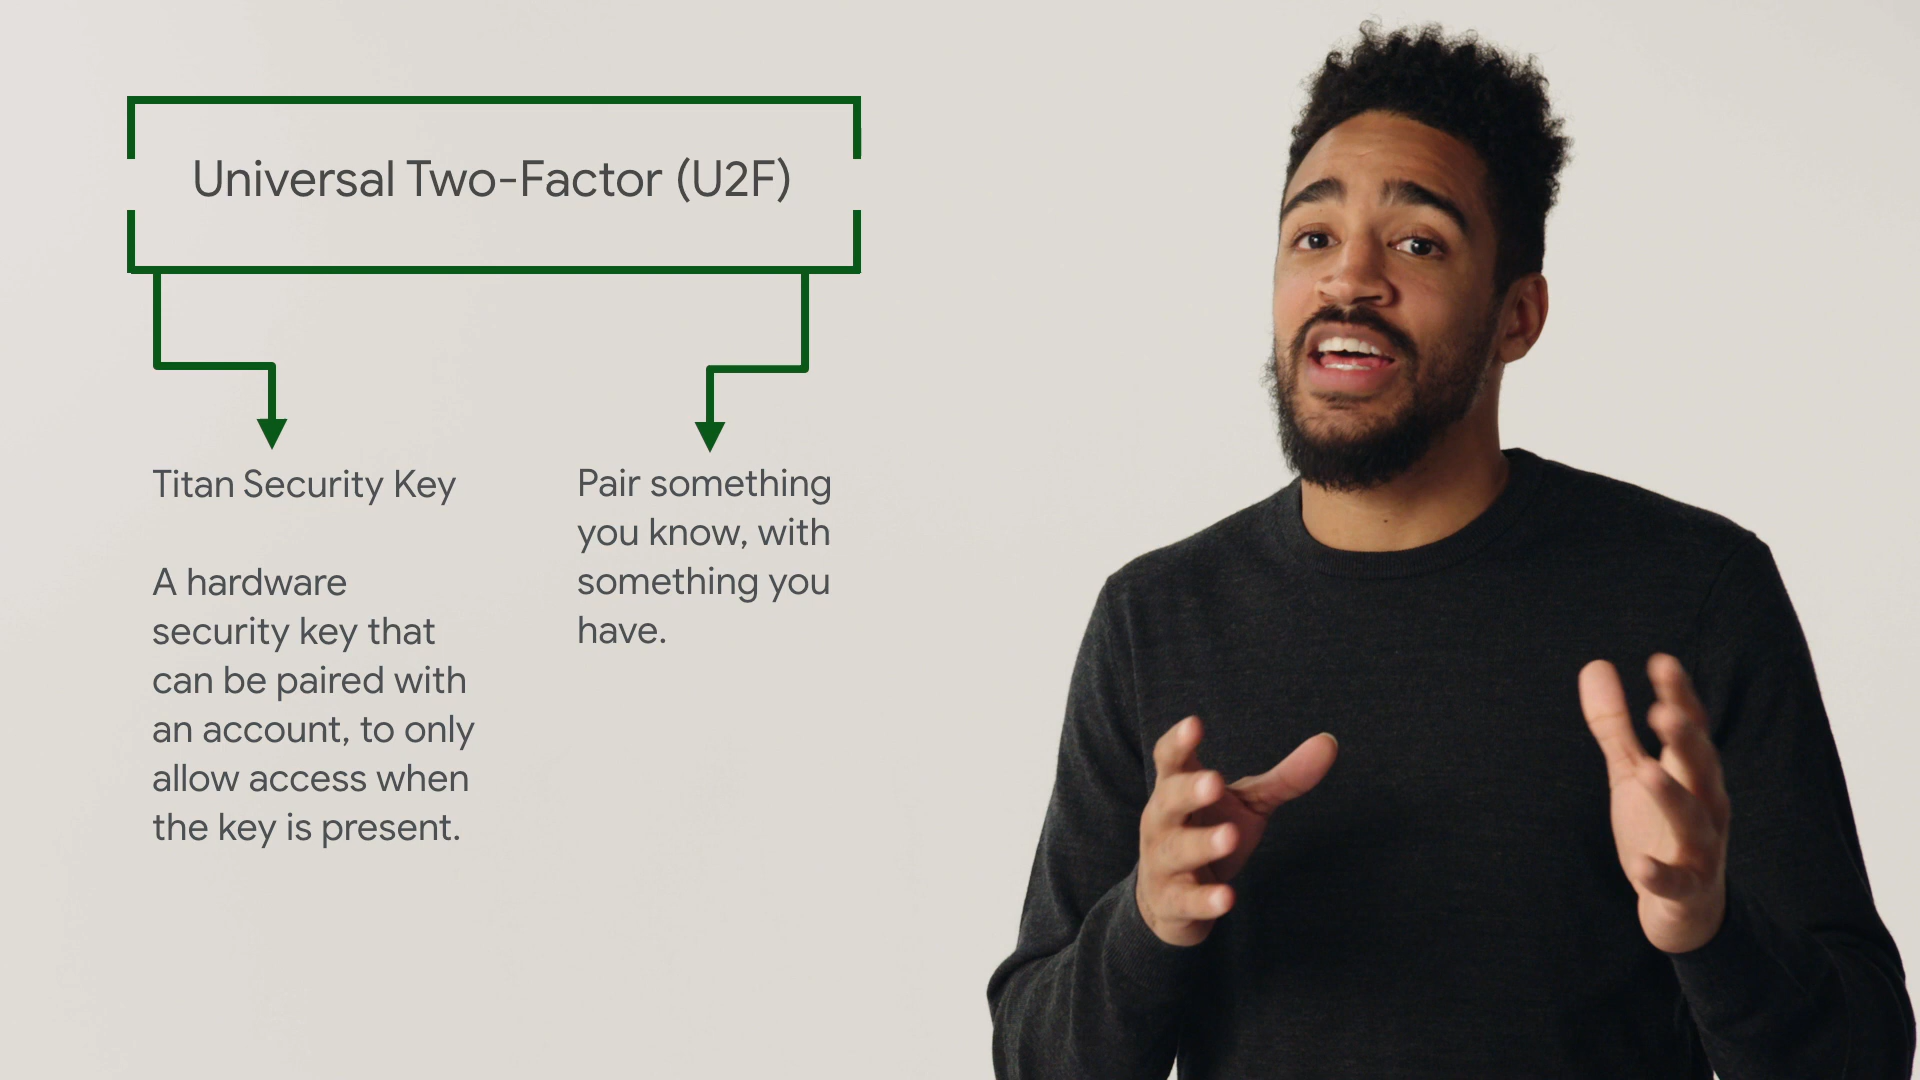 Universal Two-Factor (U2F)
Titan Security Key
A hardware
security key that
can be paired with
an account, to only
allow access when
the key is present.
Pair something
you know, with
something you
have.